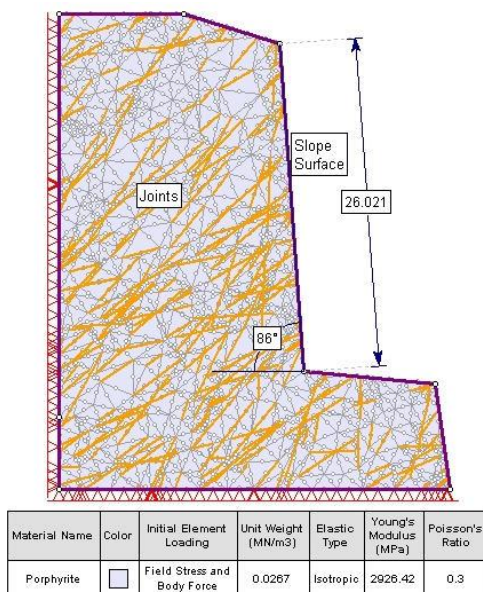 Slope
Surface
Joints
26.021
86°
Material Name Color Initial Element Loading Unit Weight (MN/m3) Elastic Type Young's Modulus (MPa) Poisson's Ratio
Porphyrite Field Stress and Body Force 0.0267 Isotropic 2926.42 0.3